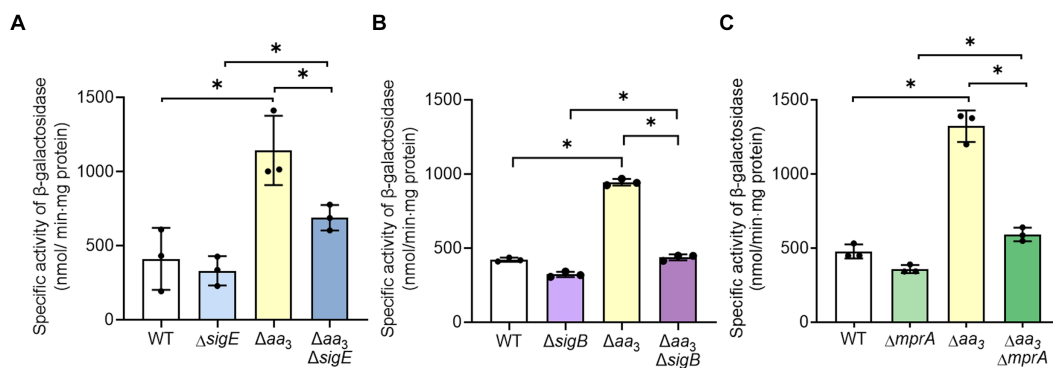 A
Specific activity of β-galactosidase
(nmol/ min·mg protein)
1500
1000
500
0
*
*
*
WT
ΔsigE
Δaa₃
Δaa₃
ΔsigE
B
Specific activity of β-galactosidase
(nmol/min·mg protein)
1500
1000
500
0
*
*
*
WT
ΔsigB
Δaa₃
Δaa₃
ΔsigB
C
Specific activity of β-galactosidase
(nmol/min·mg protein)
1500
1000
500
0
*
*
*
WT
ΔmprA
Δaa₃
Δaa₃
ΔmprA